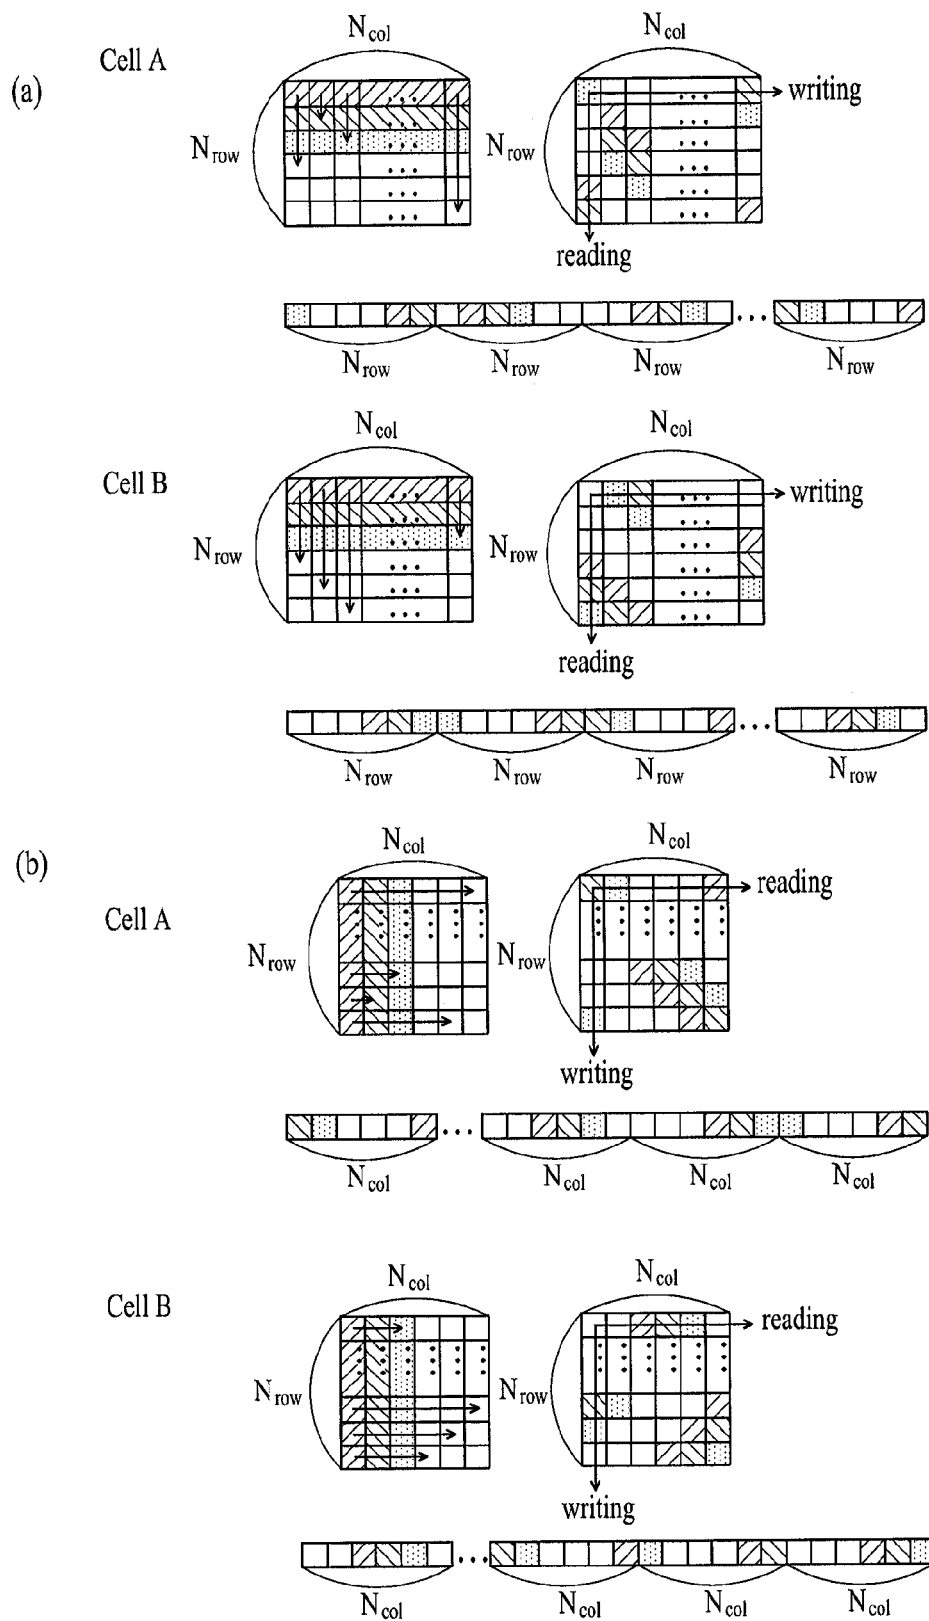 (a)
Cell A
N_col
N_row
N_col
N_row
writing
reading
N_row N_row N_row N_row
Cell B
N_col
N_row
N_col
N_row
writing
reading
N_row N_row N_row N_row
(b)
Cell A
N_col
N_row
N_col
N_row
reading
writing
N_col N_col N_col N_col
Cell B
N_col
N_row
N_col
N_row
reading
writing
N_col N_col N_col N_col